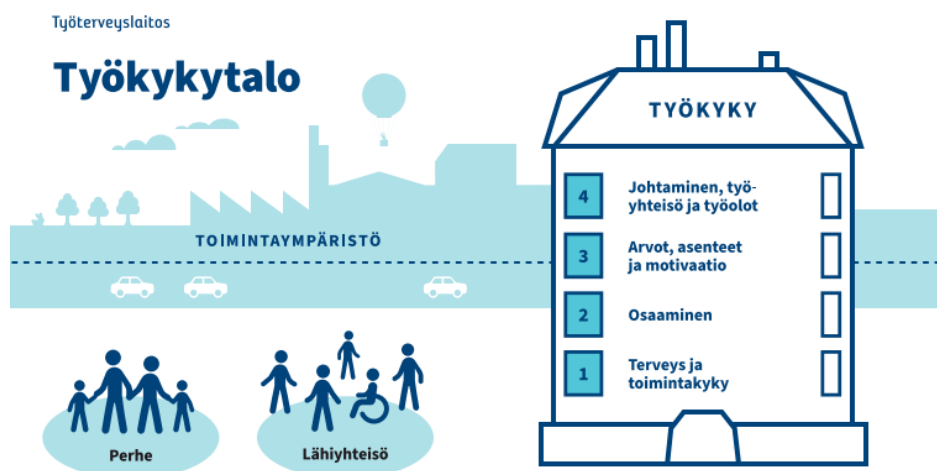 Työterveyslaitos
Työkykytalo
TYÖKYKY
4
Johtaminen, työ-
yhteisö ja työolot
3
Arvot, asenteet
ja motivaatio
2
Osaaminen
1
Terveys ja
toimintakyky
TOIMINTAYMPÄRISTÖ
Perhe
Lähiyhteisö